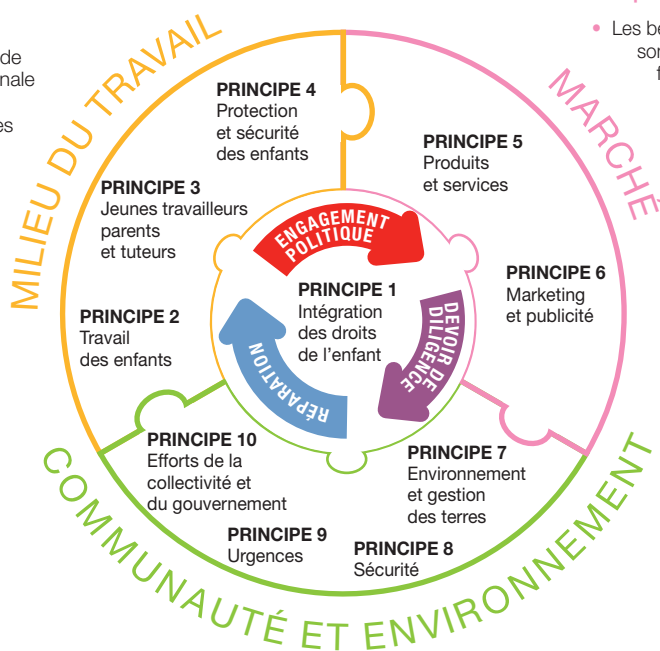 de
nale
es
• Les be
son
f
MILIEU DU TRAVAIL
MARCHÉ
COMMUNAUTÉ ET ENVIRONNEMENT
PRINCIPE 4
Protection
et sécurité
des enfants
PRINCIPE 5
Produits
et services
PRINCIPE 3
Jeunes travailleurs
parents
et tuteurs
ENGAGEMENT
POLITIQUE
PRINCIPE 6
Marketing
et publicité
PRINCIPE 1
Intégration
des droits
de l'enfant
DEVOIR DE
DILIGENCE
RÉPARATION
PRINCIPE 2
Travail
des enfants
PRINCIPE 10
Efforts de la
collectivité et
du gouvernement
PRINCIPE 7
Environnement
et gestion
des terres
PRINCIPE 9
Urgences
PRINCIPE 8
Sécurité